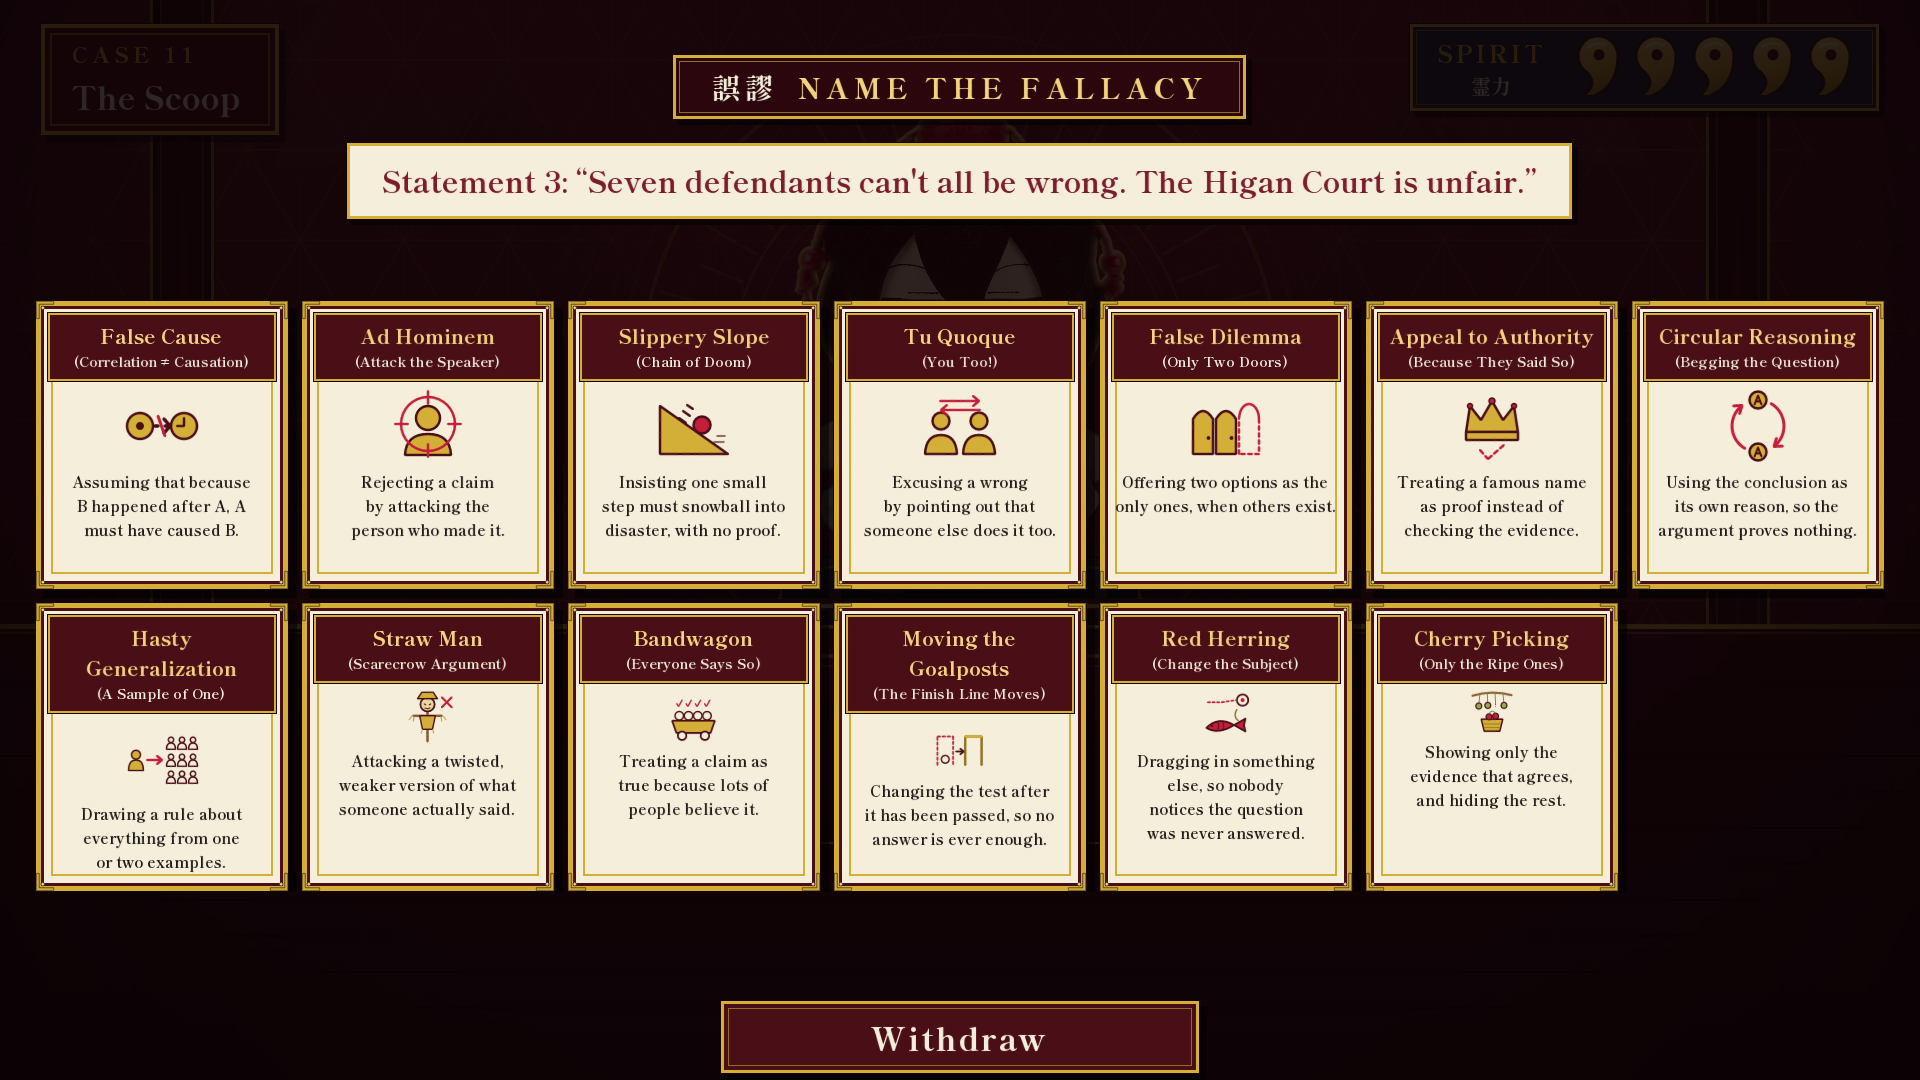 CASE 11
The Scoop
誤謬 NAME THE FALLACY
SPIRIT
霊力
Statement 3: “Seven defendants can't all be wrong. The Higan Court is unfair.”
False Cause
(Correlation ≠ Causation)
Assuming that because
B happened after A, A
must have caused B.
Ad Hominem
(Attack the Speaker)
Rejecting a claim
by attacking the
person who made it.
Slippery Slope
(Chain of Doom)
Insisting one small
step must snowball into
disaster, with no proof.
Tu Quoque
(You Too!)
Excusing a wrong
by pointing out that
someone else does it too.
False Dilemma
(Only Two Doors)
Offering two options as the
only ones, when others exist.
Appeal to Authority
(Because They Said So)
Treating a famous name
as proof instead of
checking the evidence.
Circular Reasoning
(Begging the Question)
A
A
Using the conclusion as
its own reason, so the
argument proves nothing.
Hasty
Generalization
(A Sample of One)
Drawing a rule about
everything from one
or two examples.
Straw Man
(Scarecrow Argument)
Attacking a twisted,
weaker version of what
someone actually said.
Bandwagon
(Everyone Says So)
Treating a claim as
true because lots of
people believe it.
Moving the
Goalposts
(The Finish Line Moves)
Changing the test after
it has been passed, so no
answer is ever enough.
Red Herring
(Change the Subject)
Dragging in something
else, so nobody
notices the question
was never answered.
Cherry Picking
(Only the Ripe Ones)
Showing only the
evidence that agrees,
and hiding the rest.
Withdraw